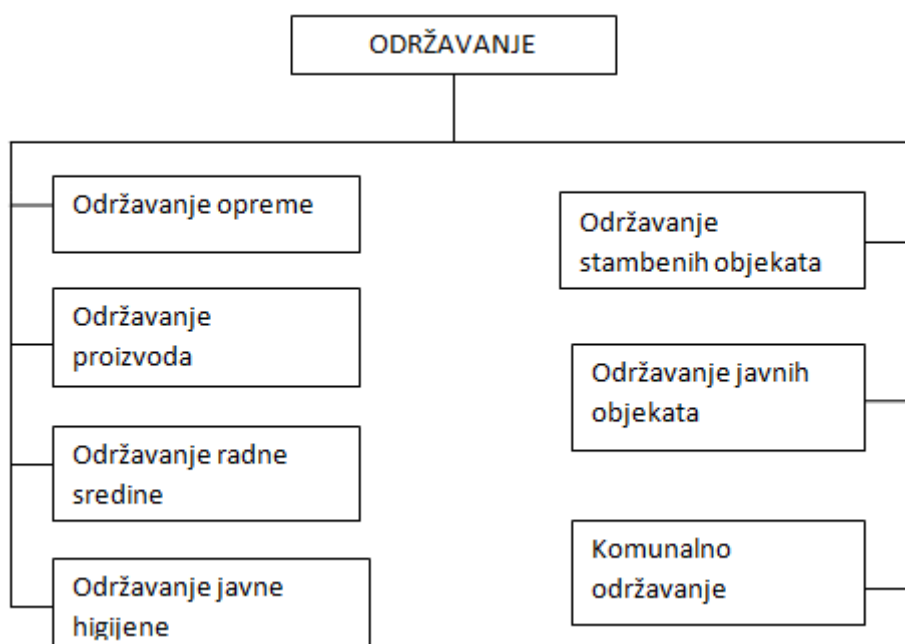 ODRŽAVANJE
Održavanje opreme
Održavanje
proizvoda
Održavanje radne
sredine
Održavanje javne
higijene
Održavanje
stambenih objekata
Održavanje javnih
objekata
Komunalno
održavanje